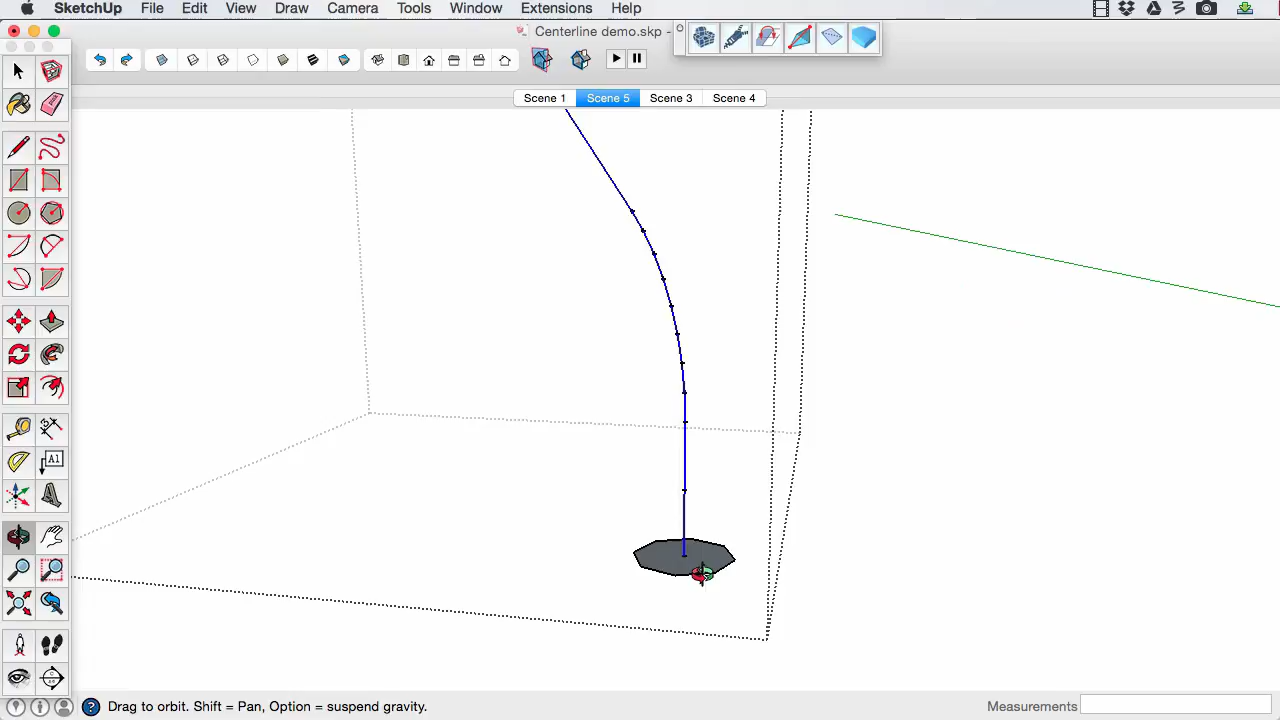 SketchUp File Edit View Draw Camera Tools Window Extensions Help
Centerline demo.skp -
Scene 1 Scene 5 Scene 3 Scene 4
A1
Drag to orbit. Shift = Pan, Option = suspend gravity.
Measurements